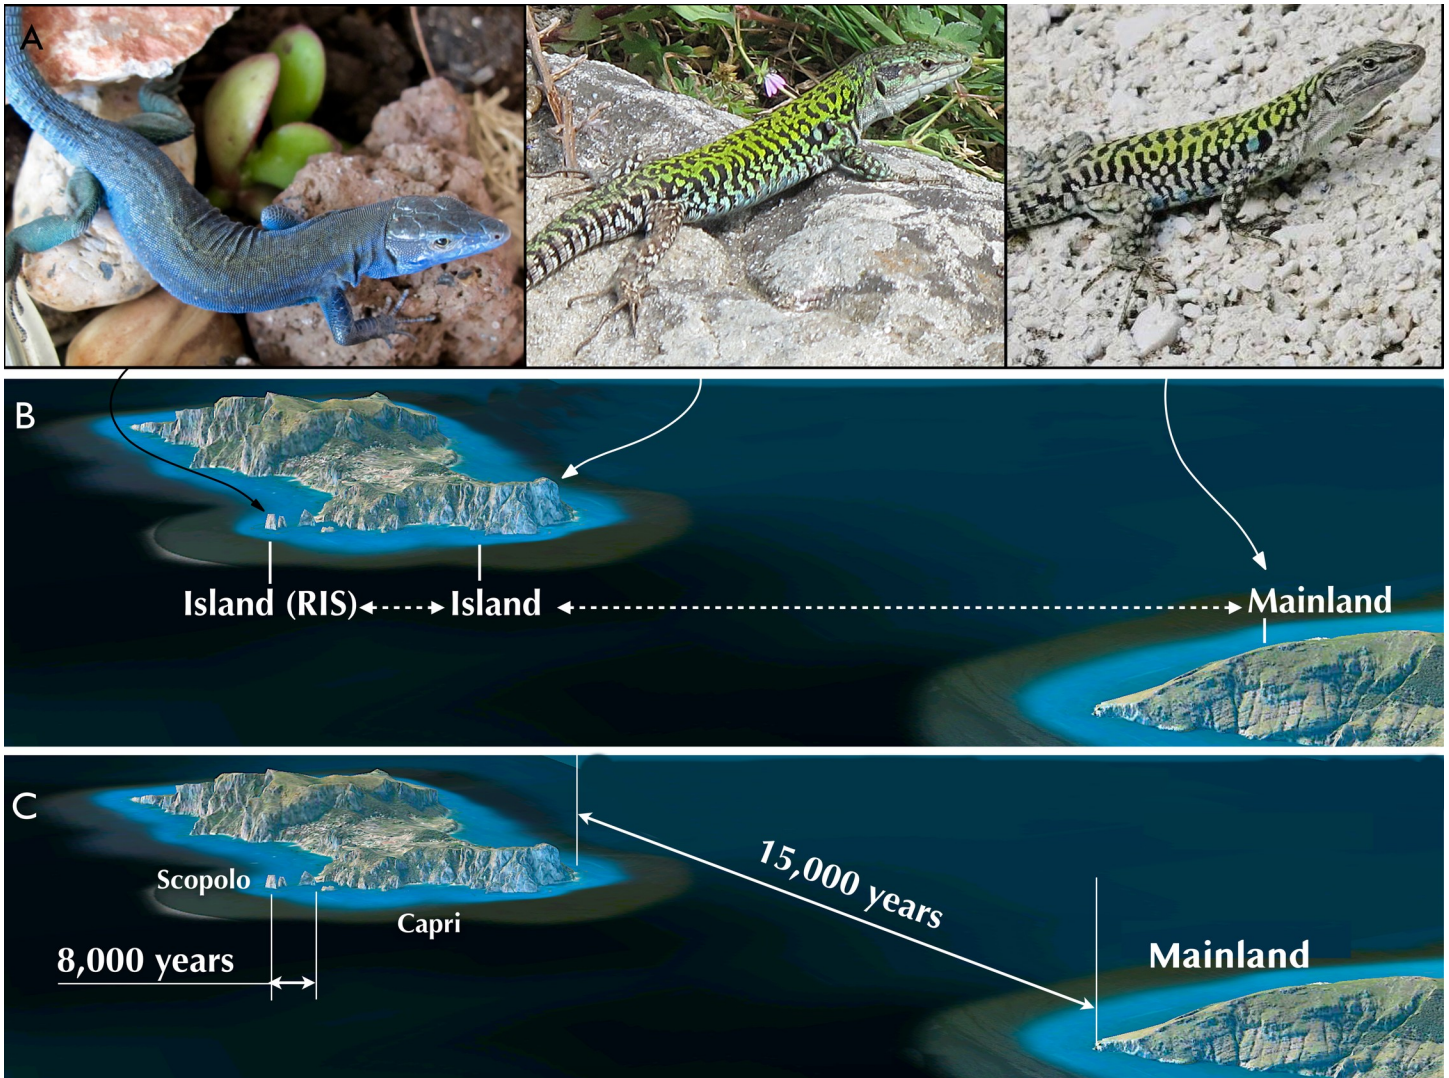 A
B
Island (RIS)
Island
Mainland
C
15,000 years
Scopolo
Capri
8,000 years
Mainland